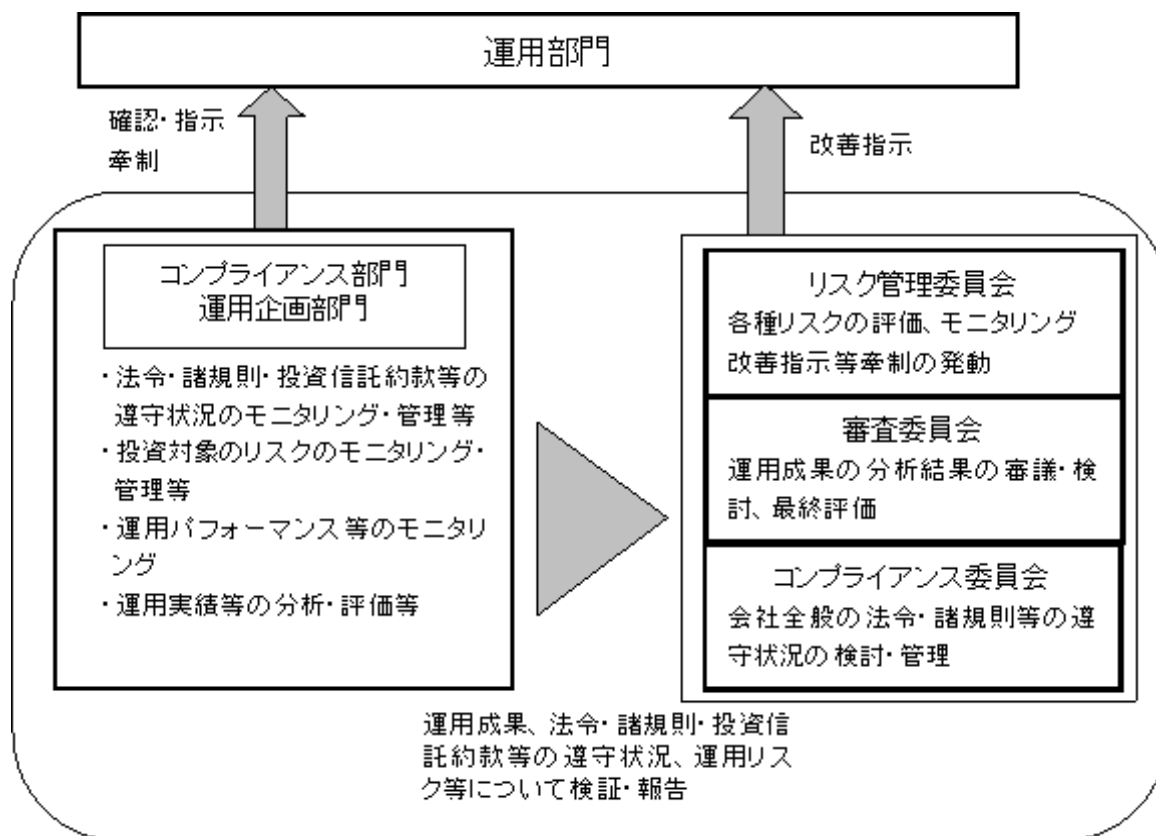 運用部門
確認・指示
牽制
改善指示
コンプライアンス部門
運用企画部門
・法令・諸規則・投資信託約款等の
遵守状況のモニタリング・管理等
・投資対象のリスクのモニタリング・
管理等
・運用パフォーマンス等のモニタリ
ング
・運用実績等の分析・評価等
リスク管理委員会
各種リスクの評価、モニタリング
改善指示等牽制の発動
審査委員会
運用成果の分析結果の審議・検
討、最終評価
コンプライアンス委員会
会社全般の法令・諸規則等の遵
守状況の検討・管理
運用成果、法令・諸規則・投資信
託約款等の遵守状況、運用リス
ク等について検証・報告